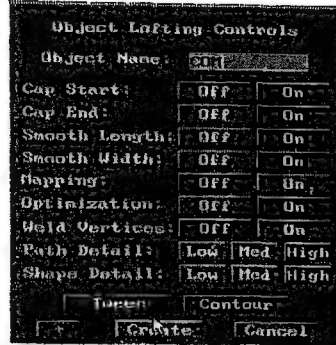 Object Lofting Controls
Object Name:
Cap Start: Off On
Cap End: Off On
Smooth Length: Off On
Smooth Width: Off On
Mapping: Off On
Optimization: Off On
Weld Vertices: Off On
Path Detail: Low Med High
Shape Detail: Low Med High
Tween Contour
Create Cancel